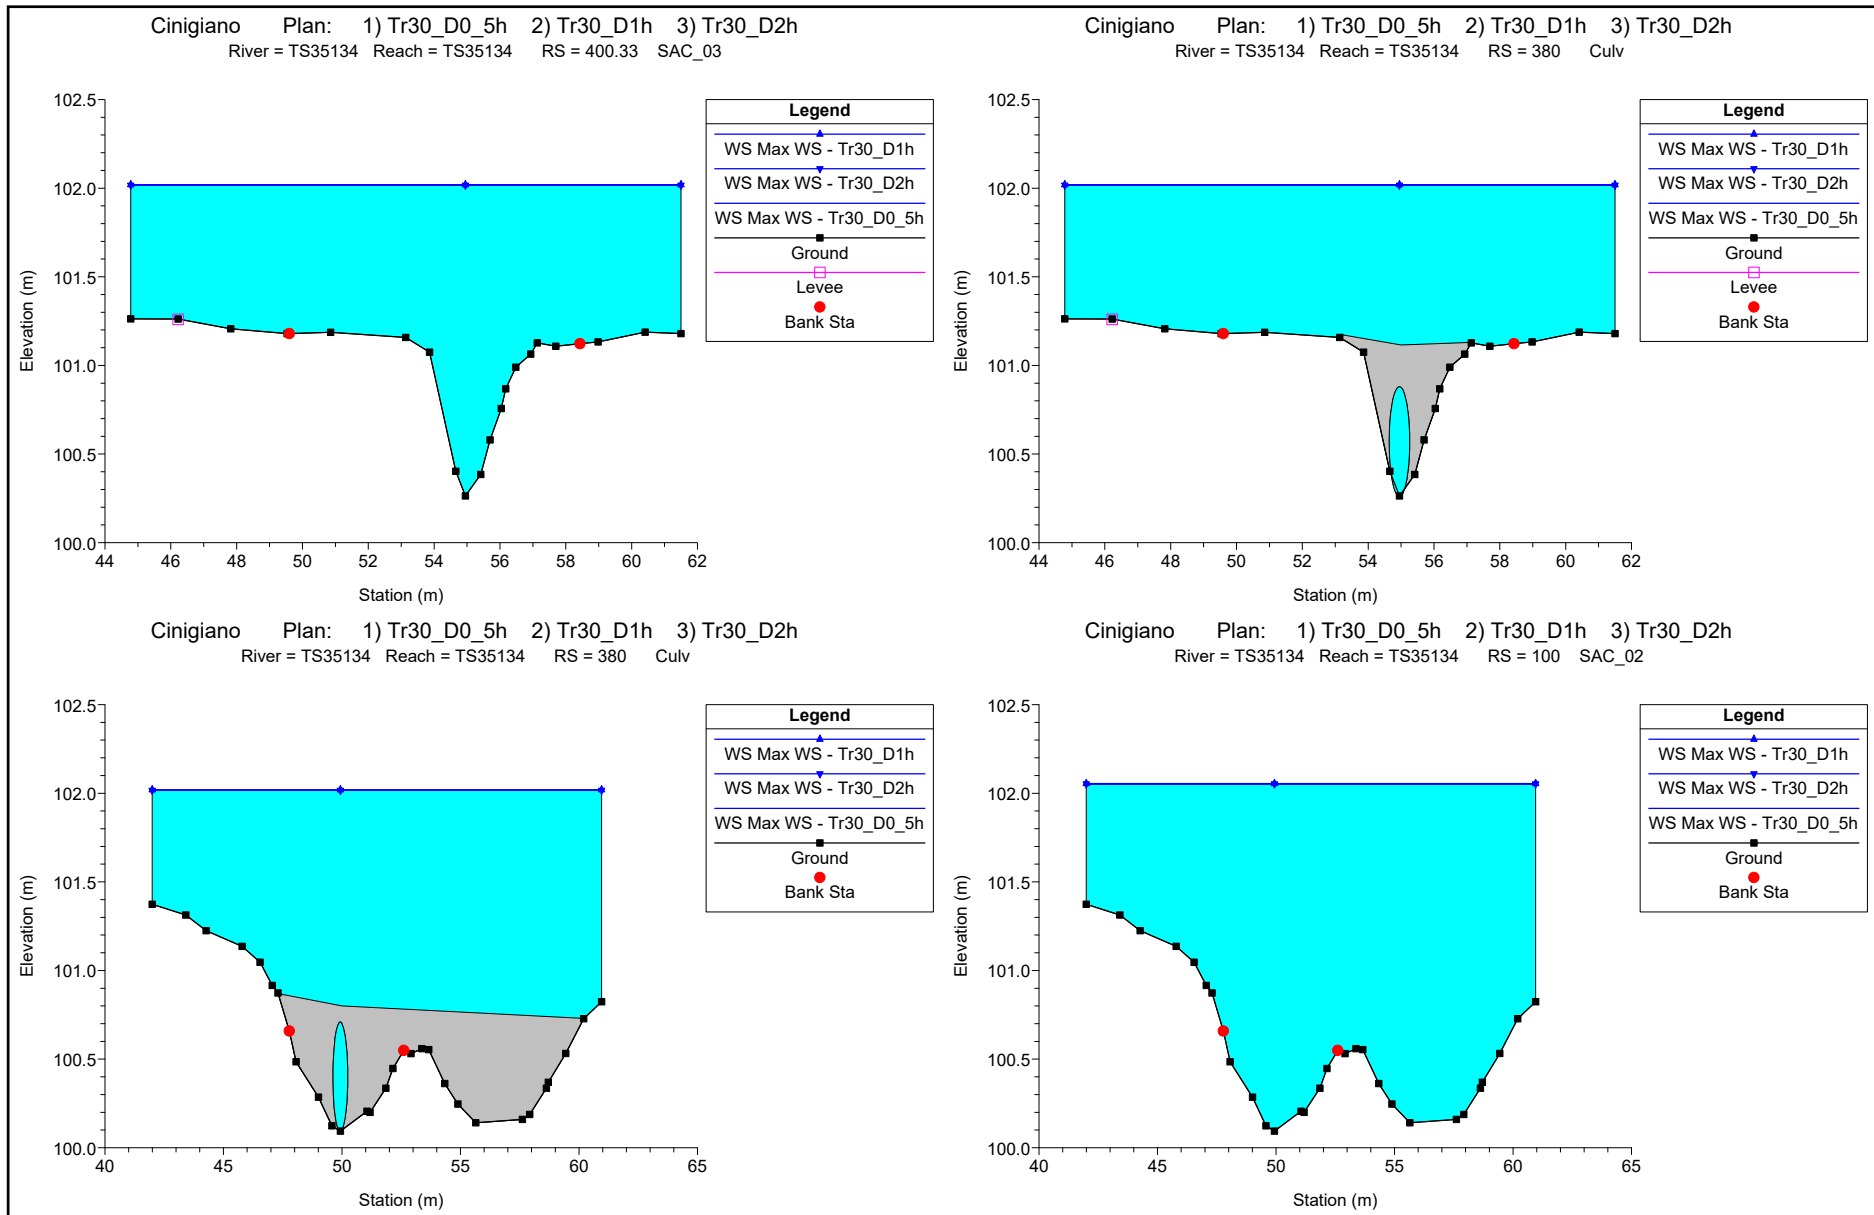 Cinigiano Plan: 1) Tr30_D0_5h 2) Tr30_D1h 3) Tr30_D2h
River = TS35134 Reach = TS35134 RS = 400.33 SAC_03
102.5
102.0
101.5
101.0
100.5
100.0
44 46 48 50 52 54 56 58 60 62
Station (m)
Elevation (m)
Legend
WS Max WS - Tr30_D1h
WS Max WS - Tr30_D2h
WS Max WS - Tr30_D0_5h
Ground
Levee
Bank Sta
Cinigiano Plan: 1) Tr30_D0_5h 2) Tr30_D1h 3) Tr30_D2h
River = TS35134 Reach = TS35134 RS = 380 Culv
102.5
102.0
101.5
101.0
100.5
100.0
44 46 48 50 52 54 56 58 60 62
Station (m)
Elevation (m)
Legend
WS Max WS - Tr30_D1h
WS Max WS - Tr30_D2h
WS Max WS - Tr30_D0_5h
Ground
Levee
Bank Sta
Cinigiano Plan: 1) Tr30_D0_5h 2) Tr30_D1h 3) Tr30_D2h
River = TS35134 Reach = TS35134 RS = 380 Culv
102.5
102.0
101.5
101.0
100.5
100.0
40 45 50 55 60 65
Station (m)
Elevation (m)
Legend
WS Max WS - Tr30_D1h
WS Max WS - Tr30_D2h
WS Max WS - Tr30_D0_5h
Ground
Bank Sta
Cinigiano Plan: 1) Tr30_D0_5h 2) Tr30_D1h 3) Tr30_D2h
River = TS35134 Reach = TS35134 RS = 100 SAC_02
102.5
102.0
101.5
101.0
100.5
100.0
40 45 50 55 60 65
Station (m)
Elevation (m)
Legend
WS Max WS - Tr30_D1h
WS Max WS - Tr30_D2h
WS Max WS - Tr30_D0_5h
Ground
Bank Sta